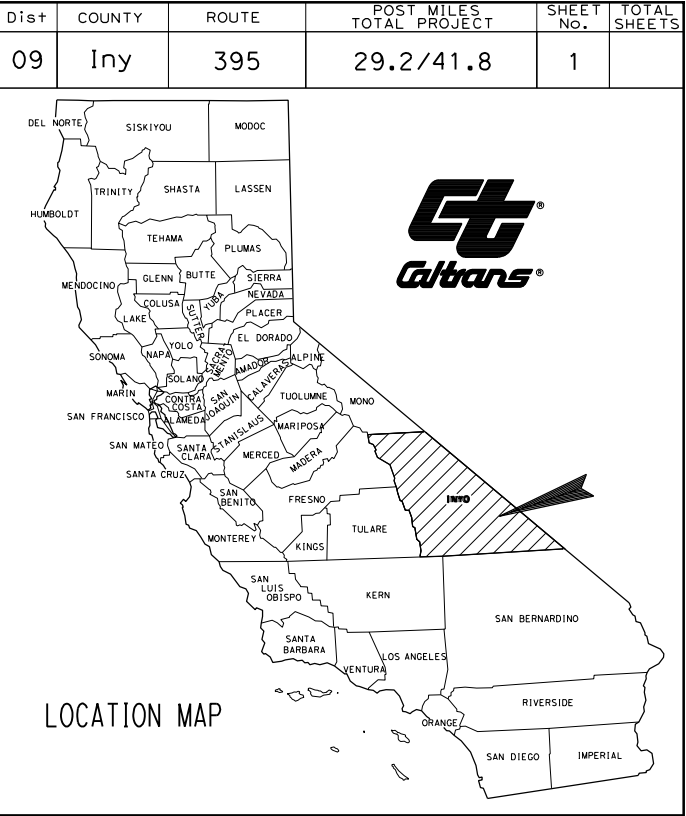 Dist COUNTY ROUTE POST MILES TOTAL PROJECT SHEET No. TOTAL SHEETS
09 Iny 395 29.2/41.8 1
DEL NORTE
SISKIYOU
MODOC
TRINITY
SHASTA
LASSEN
HUMBOLDT
TEHAMA
PLUMAS
Ct ®
Caltrans ®
MENDOCINO
GLENN
BUTTE
SIERRA
COLUSA
YUBA
NEVADA
LAKE
SUTTER
PLACER
SONOMA
NAPA
YOLO
SACRA
MENTO
EL DORADO
ALPINE
SOLANO
AMADOR
CALAVERAS
MARIN
CONTRA
COSTA
SAN
JOAQUIN
TUOLUMNE
MONO
SAN FRANCISCO
ALAMEDA
STANISLAUS
MARIPOSA
SAN MATEO
SANTA
CLARA
MERCED
MADERA
SANTA CRUZ
SAN
BENITO
FRESNO
INYO
MONTEREY
KINGS
TULARE
SAN
LUIS
OBISPO
KERN
SAN BERNARDINO
SANTA
BARBARA
VENTURA
LOS ANGELES
RIVERSIDE
ORANGE
SAN DIEGO
IMPERIAL
LOCATION MAP